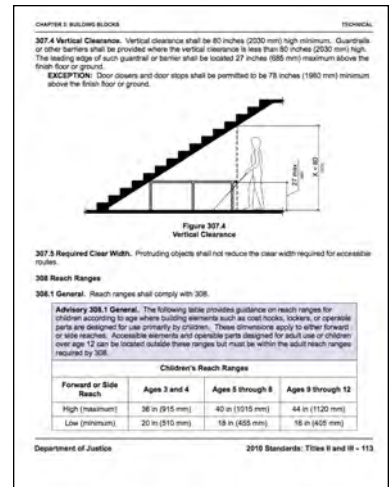 CHAPTER 3: BUILDING BLOCKS TECHNICAL
307.4 Vertical Clearance. Vertical clearance shall be 80 inches (2030 mm) high minimum. Guardrails
or other barriers shall be provided where the vertical clearance is less than 80 inches (2030 mm) high.
The leading edge of such guardrail or barrier shall be located 27 inches (685 mm) maximum above the
finish floor or ground.
EXCEPTION: Door closers and door stops shall be permitted to be 78 inches (1980 mm) minimum
above the finish floor or ground.
27 max
X < 80
Figure 307.4
Vertical Clearance
307.5 Required Clear Width. Protruding objects shall not reduce the clear width required for accessible
routes.
308 Reach Ranges
308.1 General. Reach ranges shall comply with 308.
Advisory 308.1 General. The following table provides guidance on reach ranges for
children according to age where building elements such as coat hooks, lockers, or operable
parts are designed for use primarily by children. These dimensions apply to either forward
or side reaches. Accessible elements and operable parts designed for adult use or children
over age 12 can be located outside these ranges but must be within the adult reach ranges
required by 308.
Children's Reach Ranges
Forward or Side
Reach Ages 3 and 4 Ages 5 through 8 Ages 9 through 12
High (maximum) 36 in (915 mm) 40 in (1015 mm) 44 in (1120 mm)
Low (minimum) 20 in (510 mm) 18 in (455 mm) 16 in (405 mm)
Department of Justice 2010 Standards: Titles II and III - 113